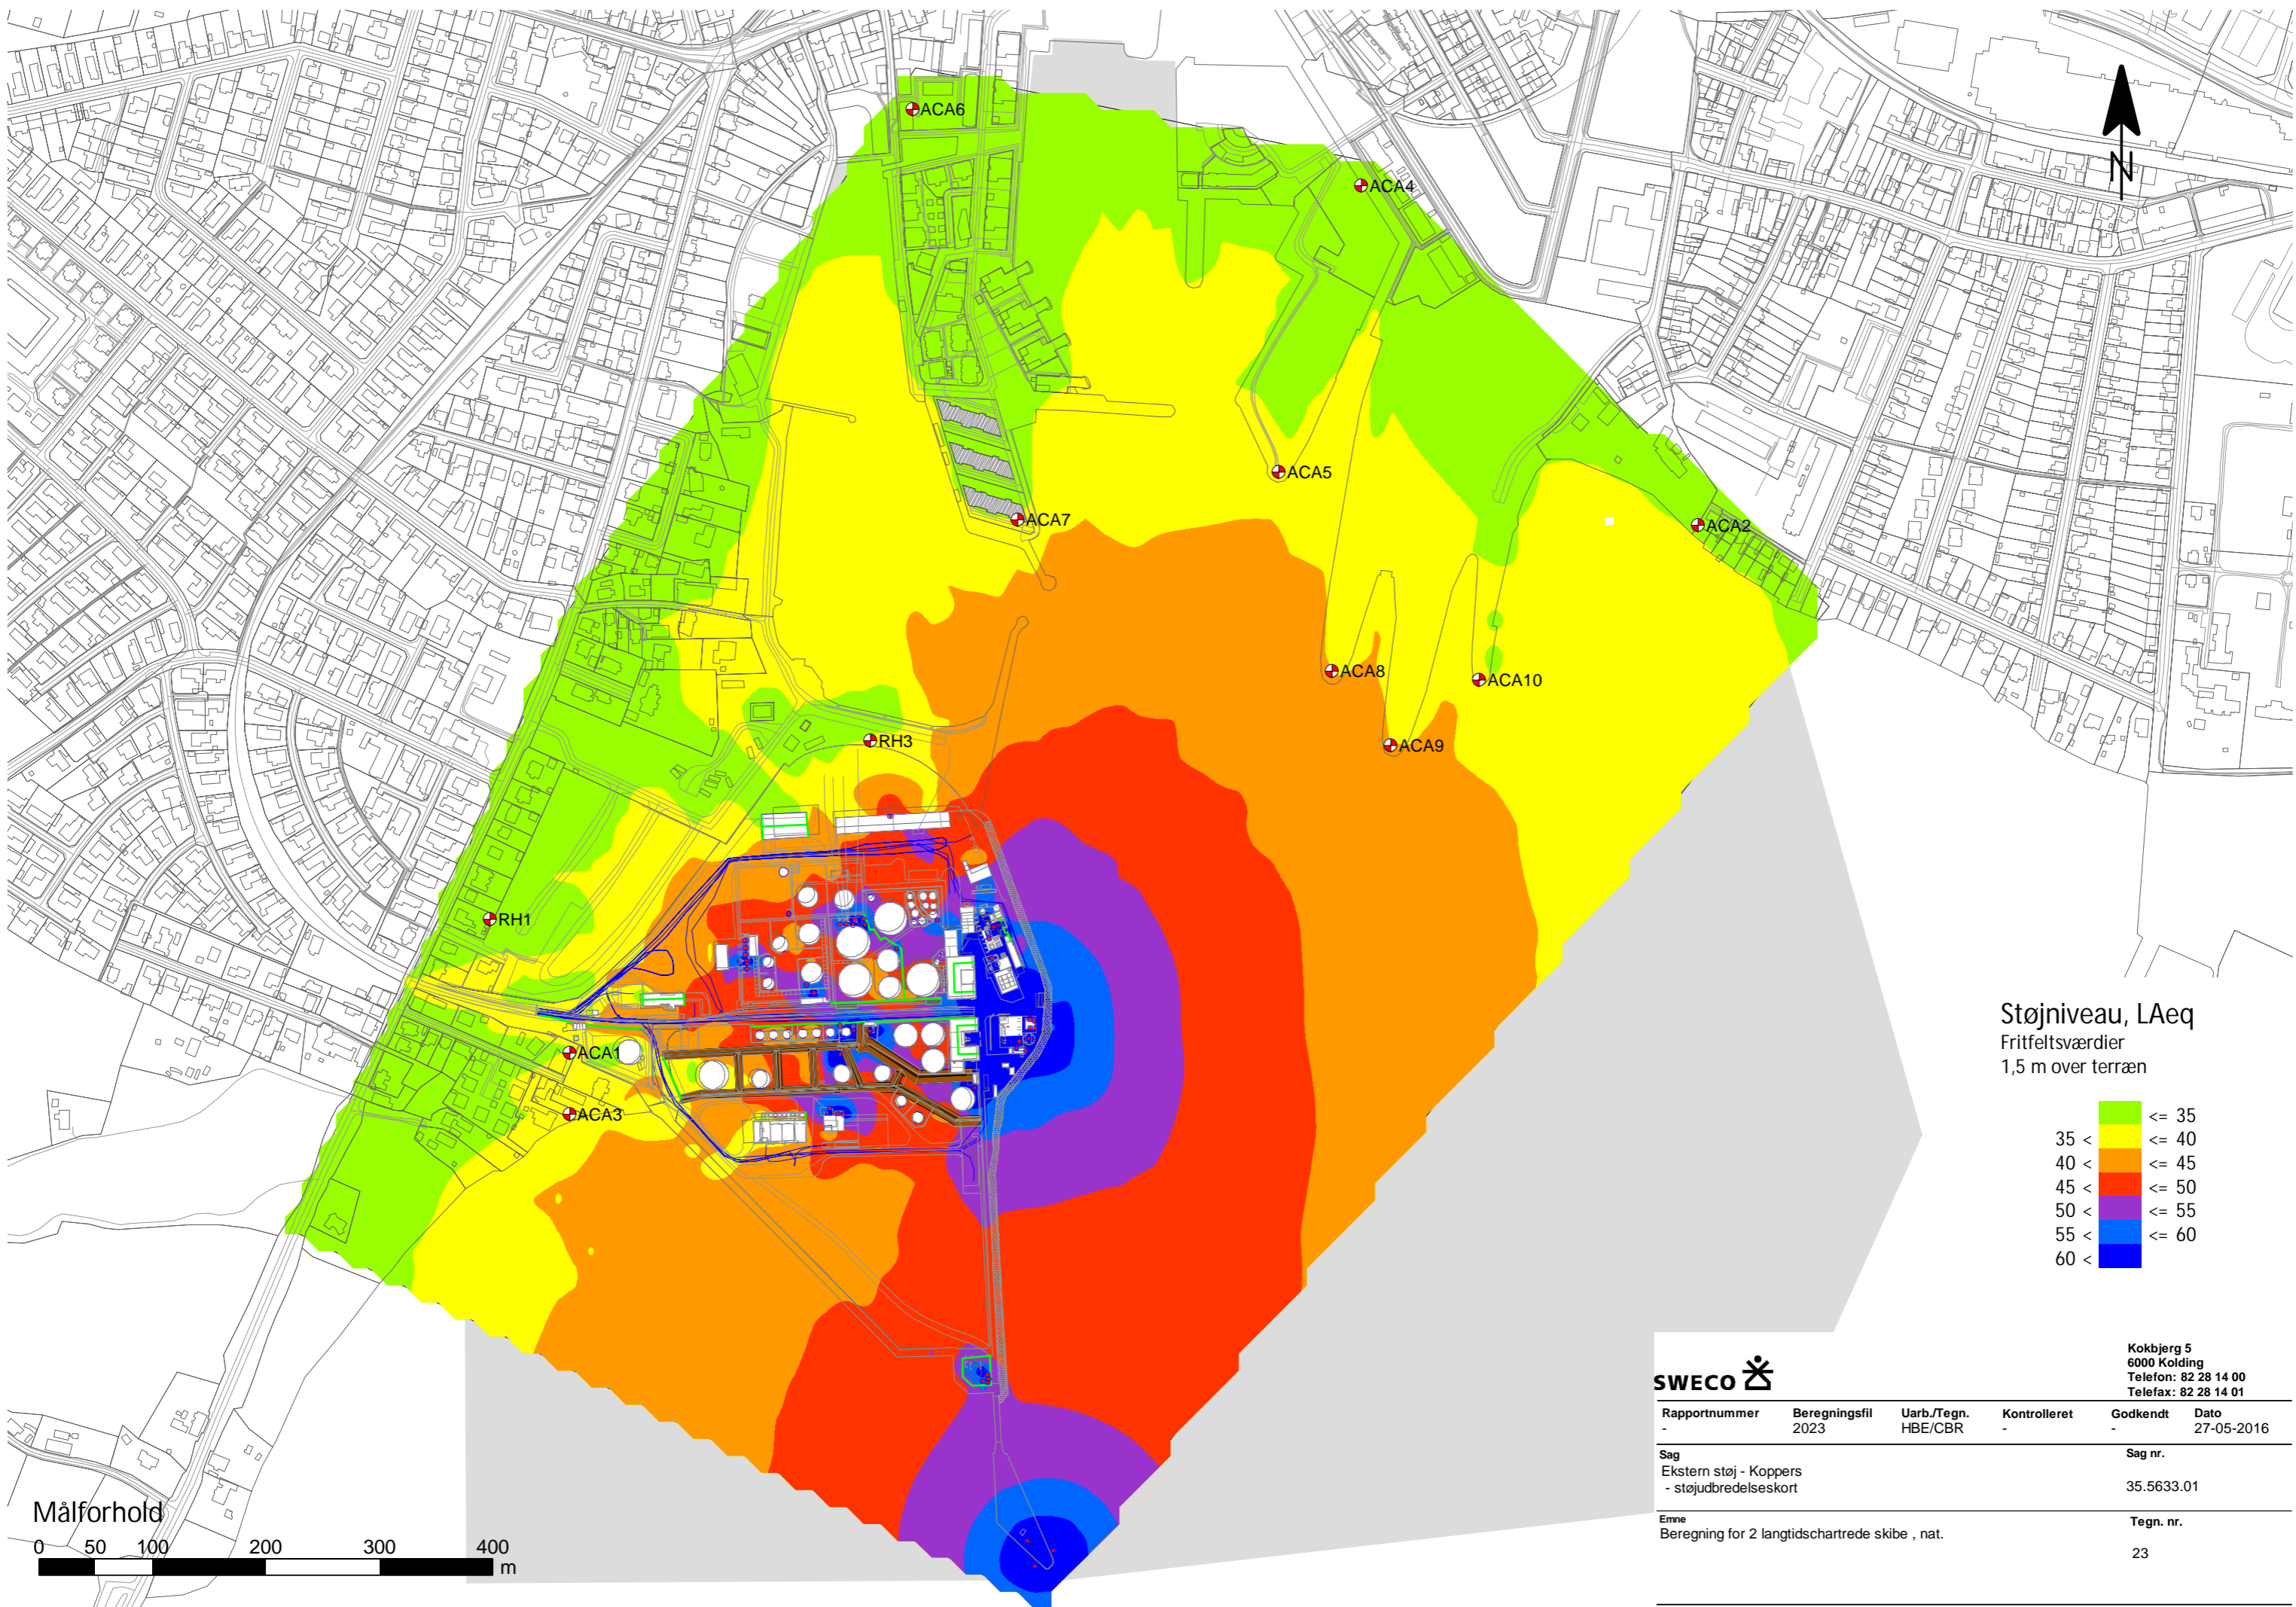 ACA6
ACA4
N
ACA5
ACA7
ACA2
ACA8
ACA10
RH3
ACA9
RH1
ACA1
ACA3
Støjniveau, LAeq
Fritfeltsværdier
1,5 m over terræn
<= 35
35 < <= 40
40 < <= 45
45 < <= 50
50 < <= 55
55 < <= 60
60 <
Målforhold
0 50 100 200 300 400
m
SWECO
Kokbjerg 5
6000 Kolding
Telefon: 82 28 14 00
Telefax: 82 28 14 01
Rapportnummer Beregningsfil Uarb./Tegn. Kontrolleret Godkendt Dato
- 2023 HBE/CBR - - 27-05-2016
Sag Sag nr.
Ekstern støj - Koppers
- støjudbredelseskort 35.5633.01
Emne Tegn. nr.
Beregning for 2 langtidschartrede skibe , nat.
23